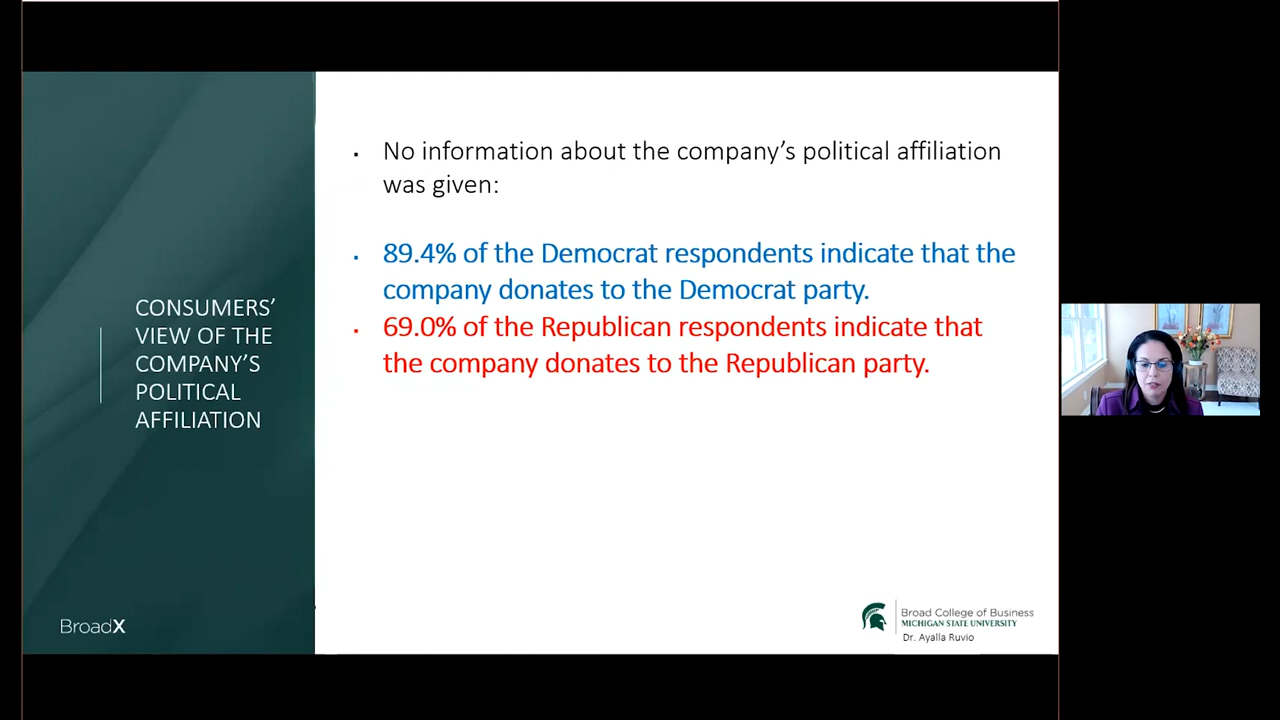 CONSUMERS'
VIEW OF THE
COMPANY'S
POLITICAL
AFFILIATION
BroadX
▪ No information about the company's political affiliation
was given:
▪ 89.4% of the Democrat respondents indicate that the
company donates to the Democrat party.
▪ 69.0% of the Republican respondents indicate that
the company donates to the Republican party.
Broad College of Business
MICHIGAN STATE UNIVERSITY
Dr. Ayalla Ruvio